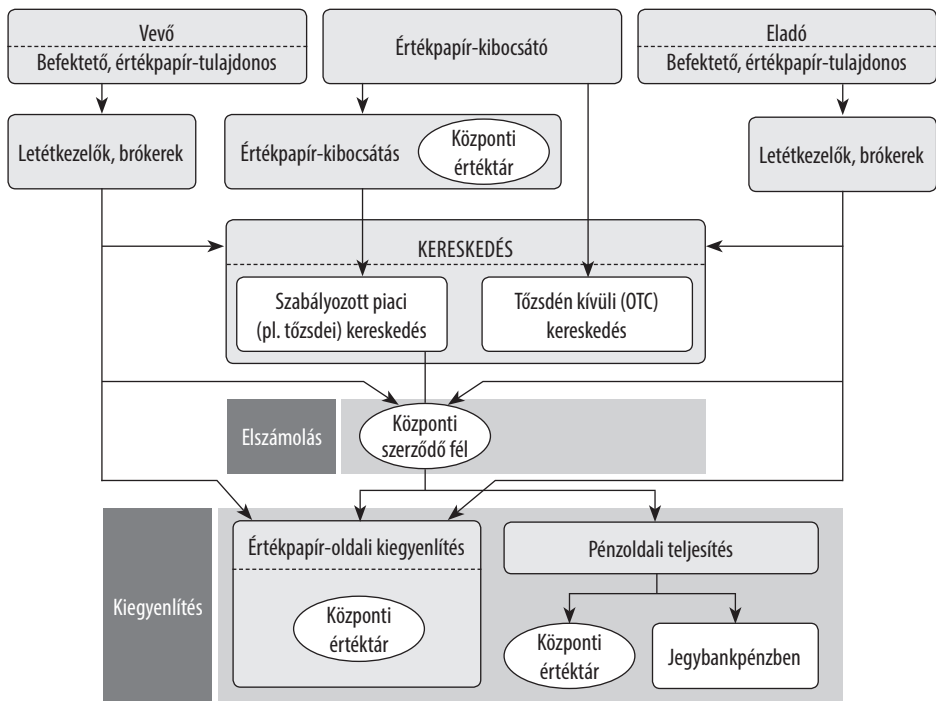 Vevő
Befektető, értékpapír-tulajdonos
Értékpapír-kibocsátó
Eladó
Befektető, értékpapír-tulajdonos
Letétkezelők, brókerek
Értékpapír-kibocsátás
Központi
értéktár
Letétkezelők, brókerek
KERESKEDÉS
Szabályozott piaci
(pl. tőzsdei) kereskedés
Tőzsdén kívüli (OTC)
kereskedés
Elszámolás
Központi
szerződő fél
Kiegyenlítés
Értékpapír-oldali kiegyenlítés
Központi
értéktár
Pénzoldali teljesítés
Központi
értéktár
Jegybankpénzben